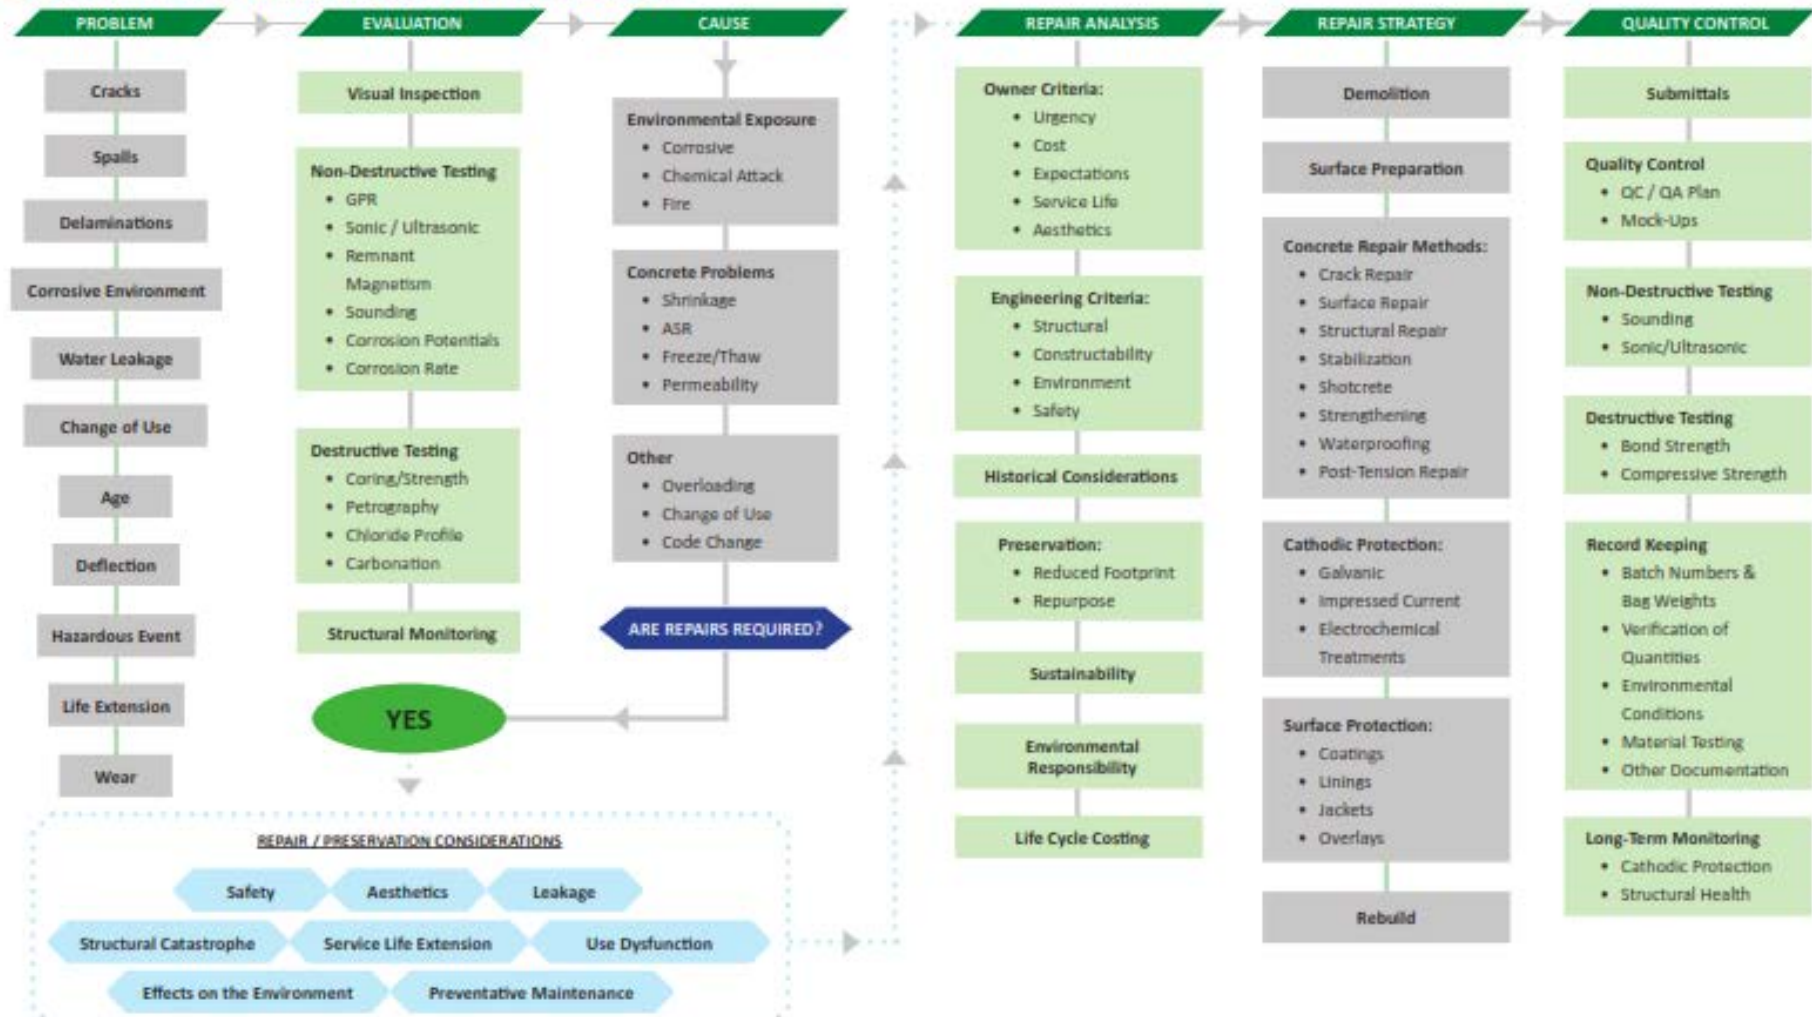 PROBLEM
Cracks
Spalls
Delaminations
Corrosive Environment
Water Leakage
Change of Use
Age
Deflection
Hazardous Event
Life Extension
Wear
EVALUATION
Visual Inspection
Non-Destructive Testing
• GPR
• Sonic / Ultrasonic
• Remnant
Magnetism
• Sounding
• Corrosion Potentials
• Corrosion Rate
Destructive Testing
• Coring/Strength
• Petrography
• Chloride Profile
• Carbonation
Structural Monitoring
CAUSE
Environmental Exposure
• Corrosive
• Chemical Attack
• Fire
Concrete Problems
• Shrinkage
• ASR
• Freeze/Thaw
• Permeability
Other
• Overloading
• Change of Use
• Code Change
ARE REPAIRS REQUIRED?
YES
REPAIR / PRESERVATION CONSIDERATIONS
Safety
Aesthetics
Leakage
Structural Catastrophe
Service Life Extension
Use Dysfunction
Effects on the Environment
Preventative Maintenance
REPAIR ANALYSIS
Owner Criteria:
• Urgency
• Cost
• Expectations
• Service Life
• Aesthetics
Engineering Criteria:
• Structural
• Constructability
• Environment
• Safety
Historical Considerations
Preservation:
• Reduced Footprint
• Repurpose
Sustainability
Environmental
Responsibility
Life Cycle Costing
REPAIR STRATEGY
Demolition
Surface Preparation
Concrete Repair Methods:
• Crack Repair
• Surface Repair
• Structural Repair
• Stabilization
• Shotcrete
• Strengthening
• Waterproofing
• Post-Tension Repair
Cathodic Protection:
• Galvanic
• Impressed Current
• Electrochemical
Treatments
Surface Protection:
• Coatings
• Linings
• Jackets
• Overlays
Rebuild
QUALITY CONTROL
Submittals
Quality Control
• QC / QA Plan
• Mock-Ups
Non-Destructive Testing
• Sounding
• Sonic/Ultrasonic
Destructive Testing
• Bond Strength
• Compressive Strength
Record Keeping
• Batch Numbers &
Bag Weights
• Verification of
Quantities
• Environmental
Conditions
• Material Testing
• Other Documentation
Long-Term Monitoring
• Cathodic Protection
• Structural Health